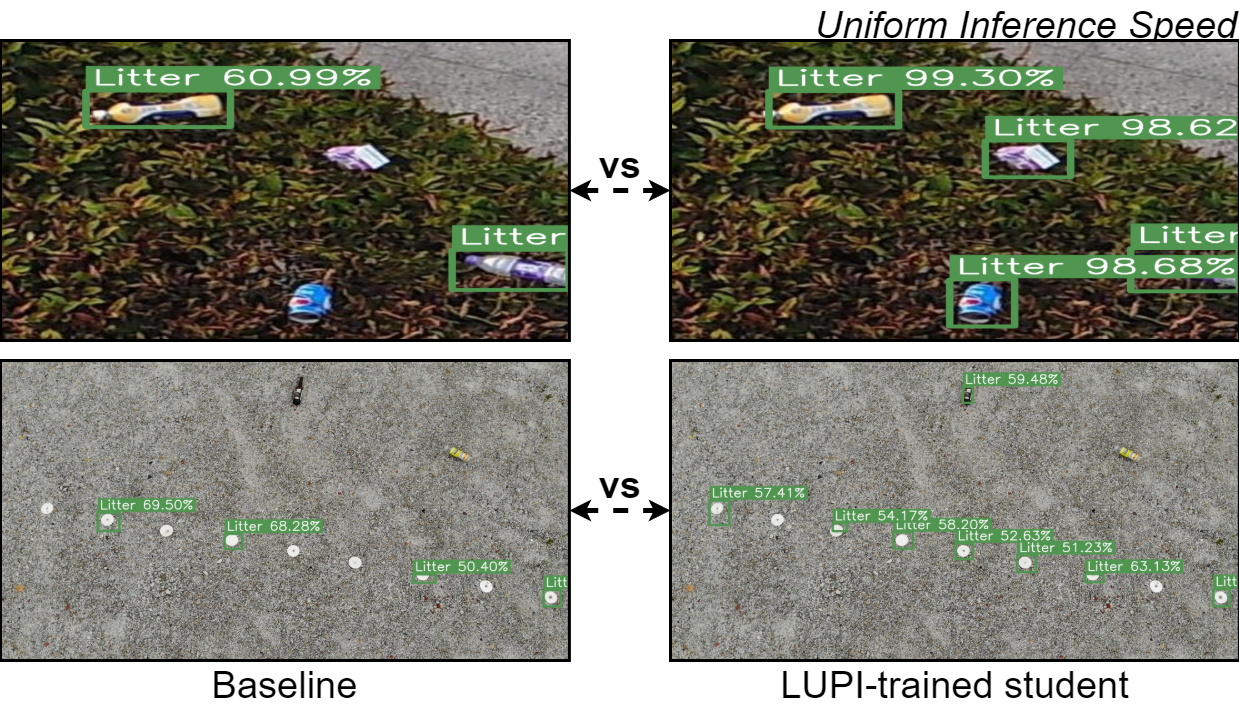 Uniform Inference Speed
Litter 60.99%
Litter
vs
Litter 99.30%
Litter 98.62
Litter
Litter 98.68%
Litter 69.50%
Litter 68.28%
Litter 50.40%
Litt
vs
Litter 59.48%
Litter 57.41%
Litter 54.17%
Litter 58.20%
Litter 52.63%
Litter 51.23%
Litter 63.13%
Litt
Baseline
LUPI-trained student